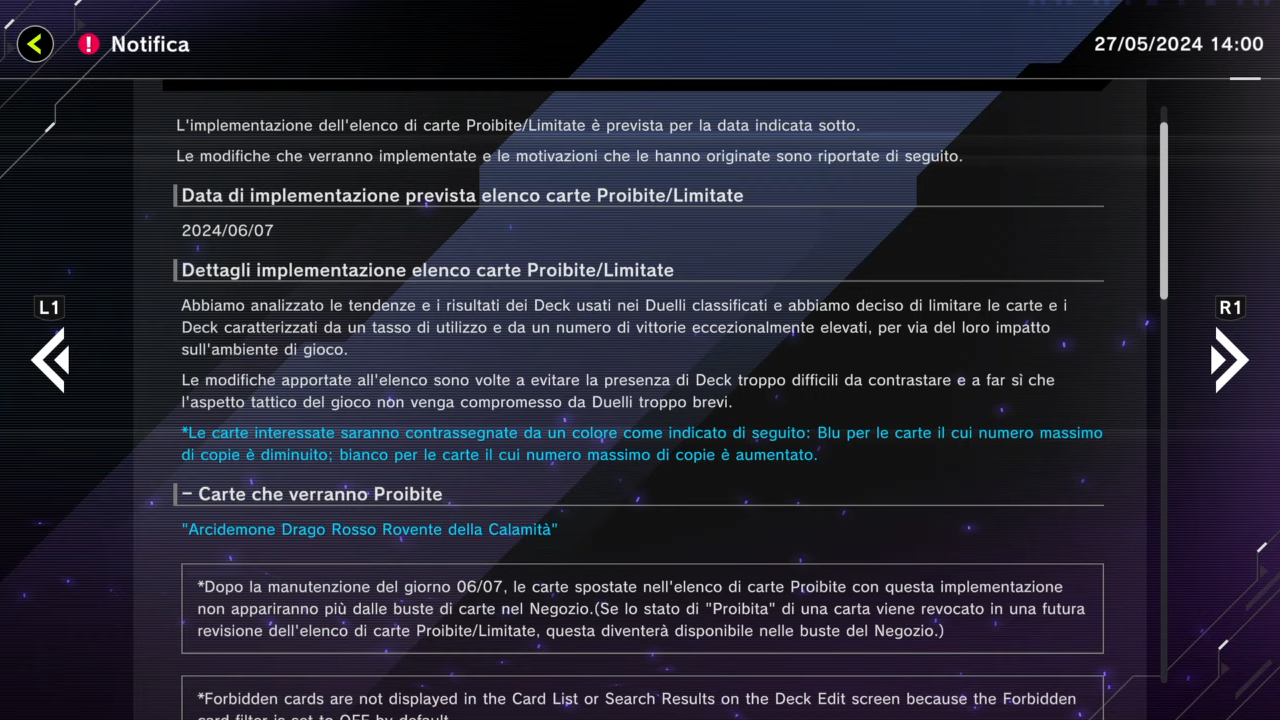 Notifica
27/05/2024 14:00
L'implementazione dell'elenco di carte Proibite/Limitate è prevista per la data indicata sotto.
Le modifiche che verranno implementate e le motivazioni che le hanno originate sono riportate di seguito.
Data di implementazione prevista elenco carte Proibite/Limitate
2024/06/07
Dettagli implementazione elenco carte Proibite/Limitate
L1
R1
Abbiamo analizzato le tendenze e i risultati dei Deck usati nei Duelli classificati e abbiamo deciso di limitare le carte e i
Deck caratterizzati da un tasso di utilizzo e da un numero di vittorie eccezionalmente elevati, per via del loro impatto
sull'ambiente di gioco.
Le modifiche apportate all'elenco sono volte a evitare la presenza di Deck troppo difficili da contrastare e a far sì che
l'aspetto tattico del gioco non venga compromesso da Duelli troppo brevi.
*Le carte interessate saranno contrassegnate da un colore come indicato di seguito: Blu per le carte il cui numero massimo
di copie è diminuito; bianco per le carte il cui numero massimo di copie è aumentato.
– Carte che verranno Proibite
"Arcidemone Drago Rosso Rovente della Calamità"
*Dopo la manutenzione del giorno 06/07, le carte spostate nell'elenco di carte Proibite con questa implementazione
non appariranno più dalle buste di carte nel Negozio.(Se lo stato di "Proibita" di una carta viene revocato in una futura
revisione dell'elenco di carte Proibite/Limitate, questa diventerà disponibile nelle buste del Negozio.)
*Forbidden cards are not displayed in the Card List or Search Results on the Deck Edit screen because the Forbidden
card filter is set to OFF by default.